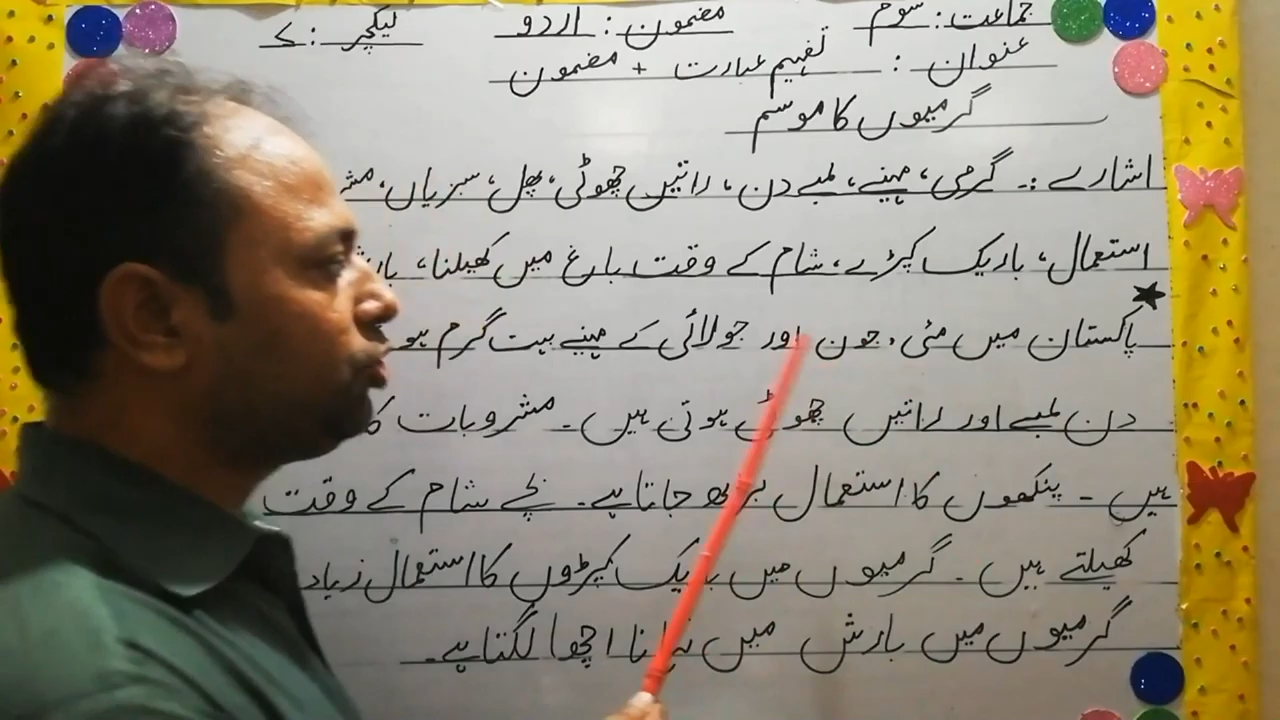 جماعت: سوم مضمون: اردو لیکچر: ۷
عنوان: تفہیم عبارت + مضمون
گرمیوں کا موسم
اشارے :۔ گرمی، مہینے، لمبے دن، راتیں چھوٹی، پھل، سبزیاں،
استعمال، باریک کپڑے، شام کے وقت باغ میں کھیلنا،
پاکستان میں مئی، جون اور جولائی کے مہینے بہت گرم
دن لمبے اور راتیں چھوٹی ہوتی ہیں۔ مشروبات
ہیں ۔ پنکھوں کا استعمال بڑھ جاتا ہے۔ بچے شام کے وقت
کھیلتے ہیں ۔ گرمیوں میں باریک کپڑوں کا استعمال
گرمیوں میں بارش میں نہانا اچھا لگتا ہے۔